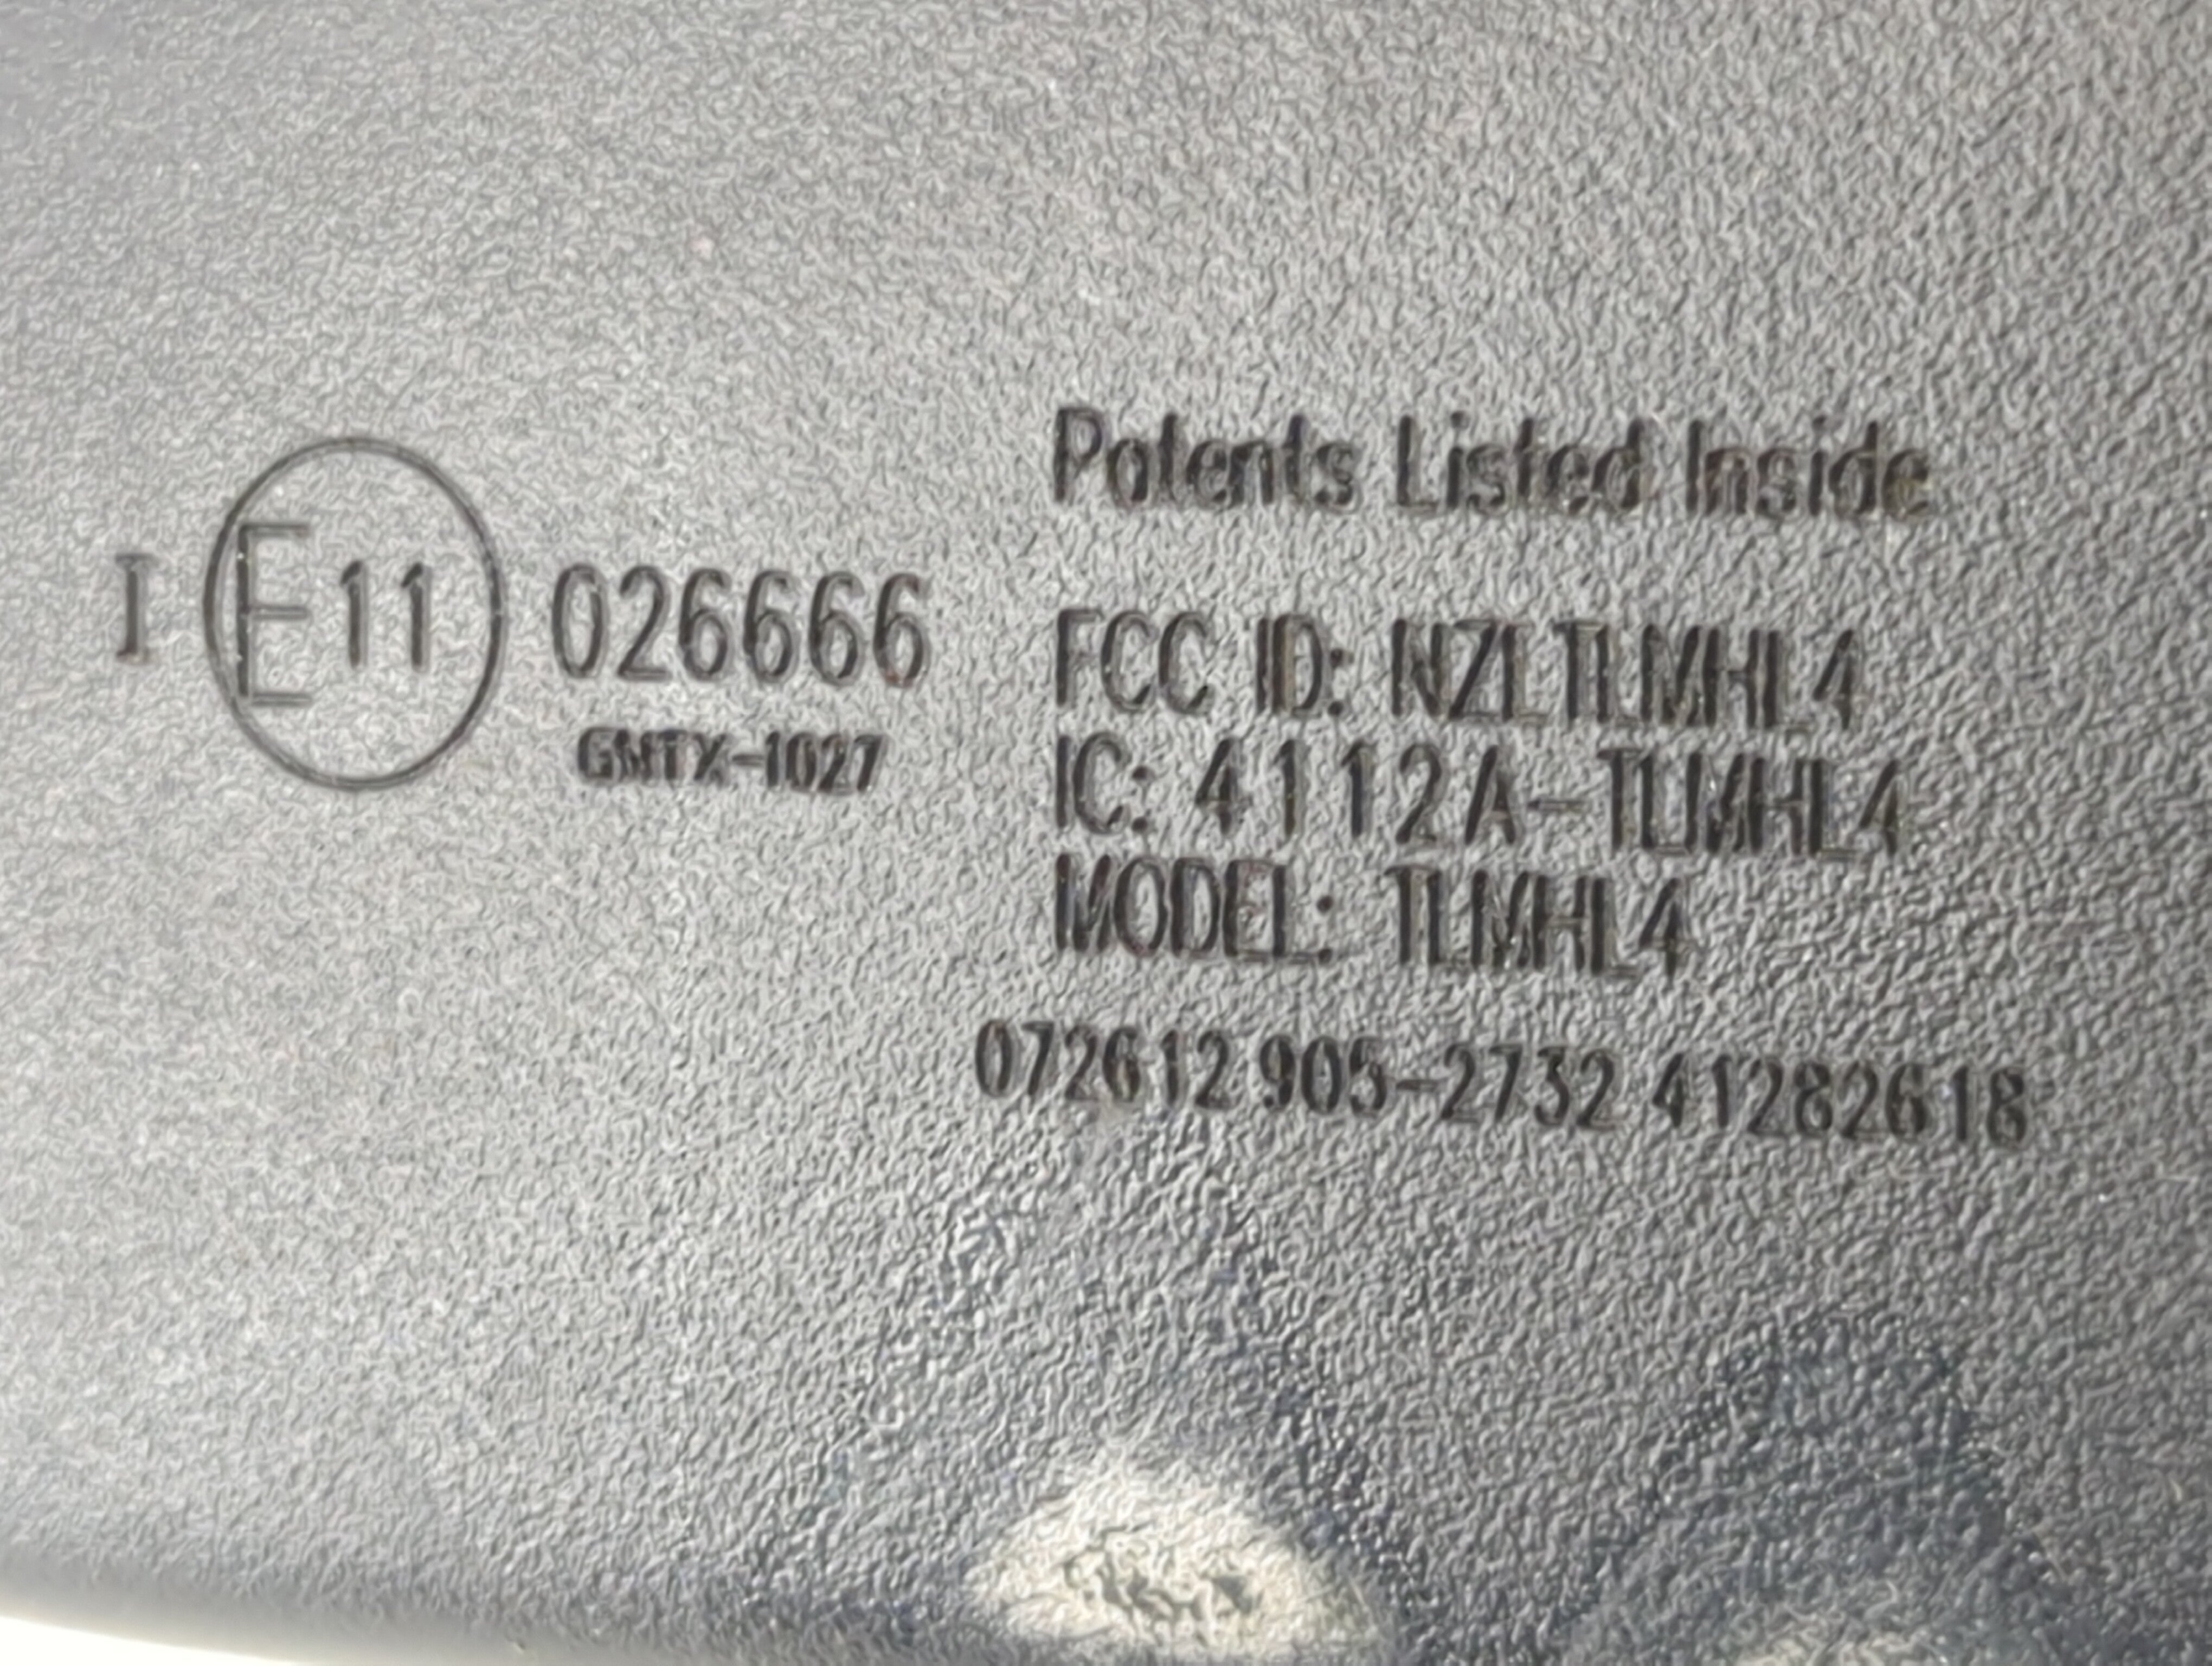 I E11 026666
GMTX-1027
Patents Listed Inside
FCC ID: NZLTLMHL4
IC: 4112A-TLMHL4
MODEL: TLMHL4
072612 905-2732 41282618